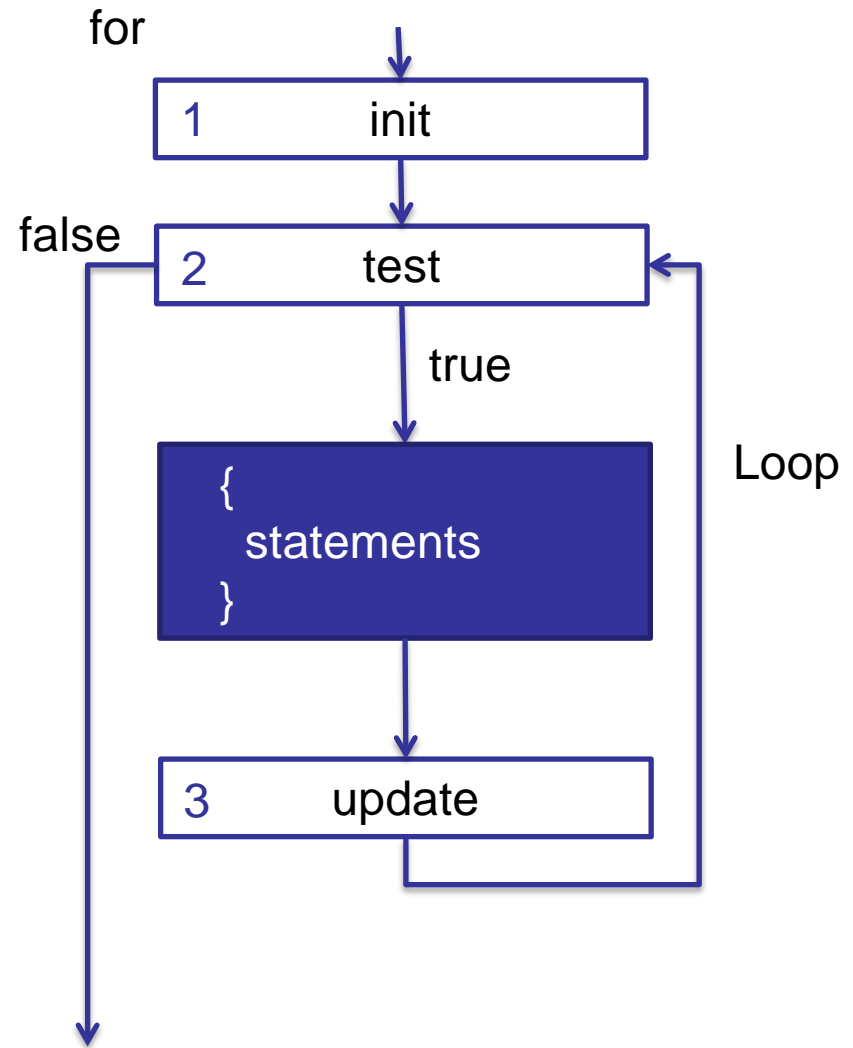 for
1 init
false
2 test
true
Loop
{
statements
}
3 update